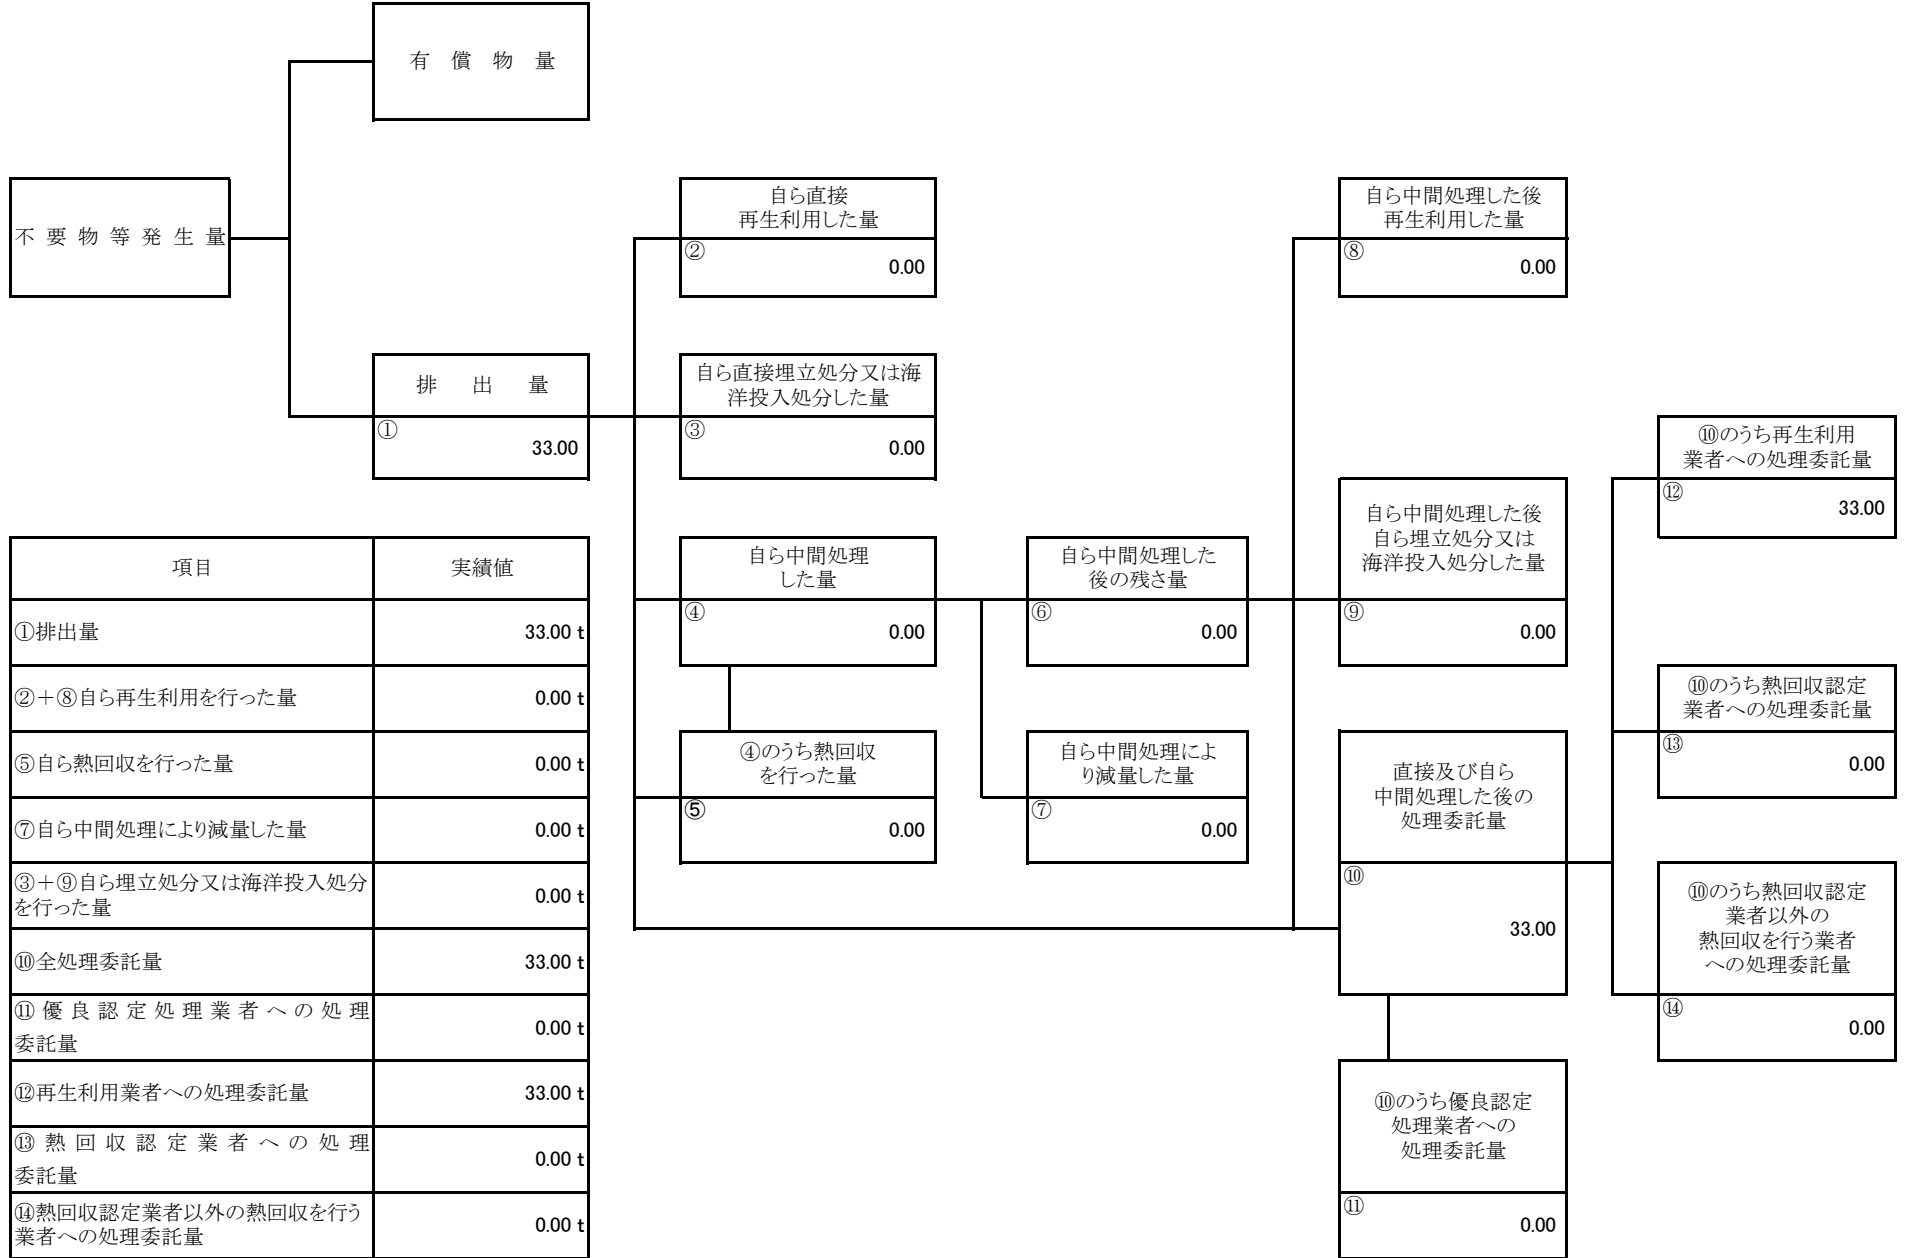 有償物量
不要物等発生量
自ら直接
再生利用した量
②
0.00
自ら中間処理した後
再生利用した量
⑧
0.00
排出量
①
33.00
自ら直接埋立処分又は海
洋投入処分した量
③
0.00
⑩のうち再生利用
業者への処理委託量
⑫
33.00
自ら中間処理
した量
④
0.00
自ら中間処理した
後の残さ量
⑥
0.00
自ら中間処理した後
自ら埋立処分又は
海洋投入処分した量
⑨
0.00
④のうち熱回収
を行った量
⑤
0.00
自ら中間処理によ
り減量した量
⑦
0.00
直接及び自ら
中間処理した後の
処理委託量
⑩
33.00
⑩のうち熱回収認定
業者への処理委託量
⑬
0.00
⑩のうち熱回収認定
業者以外の
熱回収を行う業者
への処理委託量
⑭
0.00
⑩のうち優良認定
処理業者への
処理委託量
⑪
0.00
項目 実績値
①排出量 33.00 t
②+⑧自ら再生利用を行った量 0.00 t
⑤自ら熱回収を行った量 0.00 t
⑦自ら中間処理により減量した量 0.00 t
③+⑨自ら埋立処分又は海洋投入処分
を行った量 0.00 t
⑩全処理委託量 33.00 t
⑪優良認定処理業者への処理
委託量 0.00 t
⑫再生利用業者への処理委託量 33.00 t
⑬熱回収認定業者への処理
委託量 0.00 t
⑭熱回収認定業者以外の熱回収を行う
業者への処理委託量 0.00 t